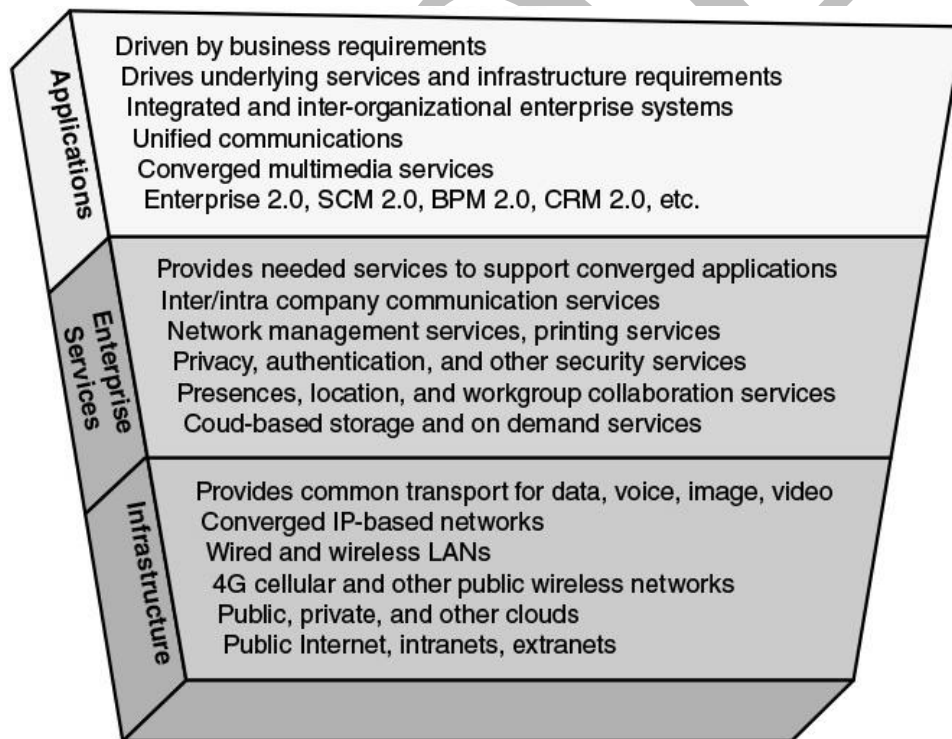 Applications
Driven by business requirements
Drives underlying services and infrastructure requirements
Integrated and inter-organizational enterprise systems
Unified communications
Converged multimedia services
Enterprise 2.0, SCM 2.0, BPM 2.0, CRM 2.0, etc.
Enterprise
Services
Provides needed services to support converged applications
Inter/intra company communication services
Network management services, printing services
Privacy, authentication, and other security services
Presences, location, and workgroup collaboration services
Coud-based storage and on demand services
Infrastructure
Provides common transport for data, voice, image, video
Converged IP-based networks
Wired and wireless LANs
4G cellular and other public wireless networks
Public, private, and other clouds
Public Internet, intranets, extranets